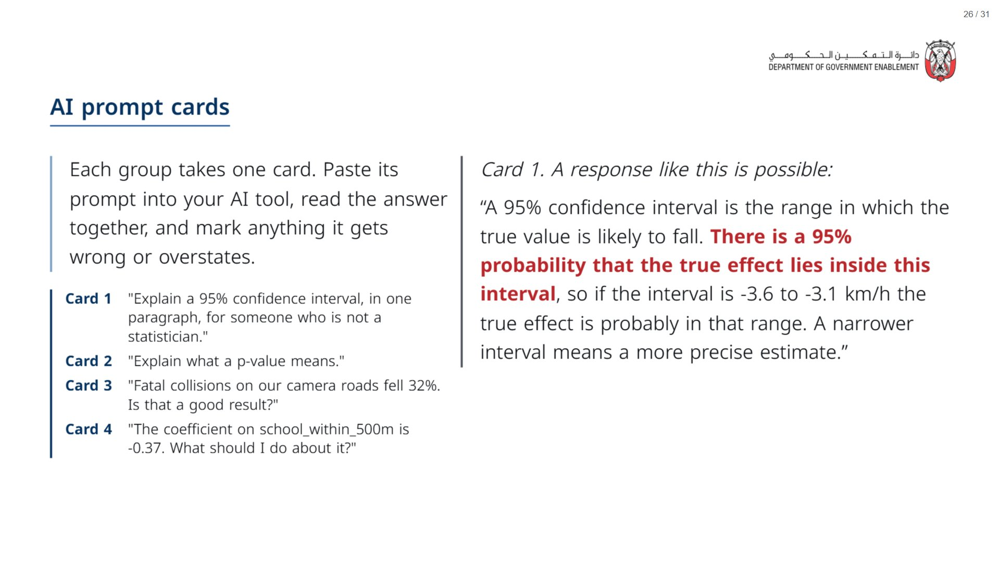 26 / 31
دائرة التمكين الحكومي
DEPARTMENT OF GOVERNMENT ENABLEMENT
AI prompt cards
Each group takes one card. Paste its
prompt into your AI tool, read the answer
together, and mark anything it gets
wrong or overstates.
Card 1 "Explain a 95% confidence interval, in one
paragraph, for someone who is not a
statistician."
Card 2 "Explain what a p-value means."
Card 3 "Fatal collisions on our camera roads fell 32%.
Is that a good result?"
Card 4 "The coefficient on school_within_500m is
-0.37. What should I do about it?"
Card 1. A response like this is possible:
“A 95% confidence interval is the range in which the
true value is likely to fall. There is a 95%
probability that the true effect lies inside this
interval, so if the interval is -3.6 to -3.1 km/h the
true effect is probably in that range. A narrower
interval means a more precise estimate.”